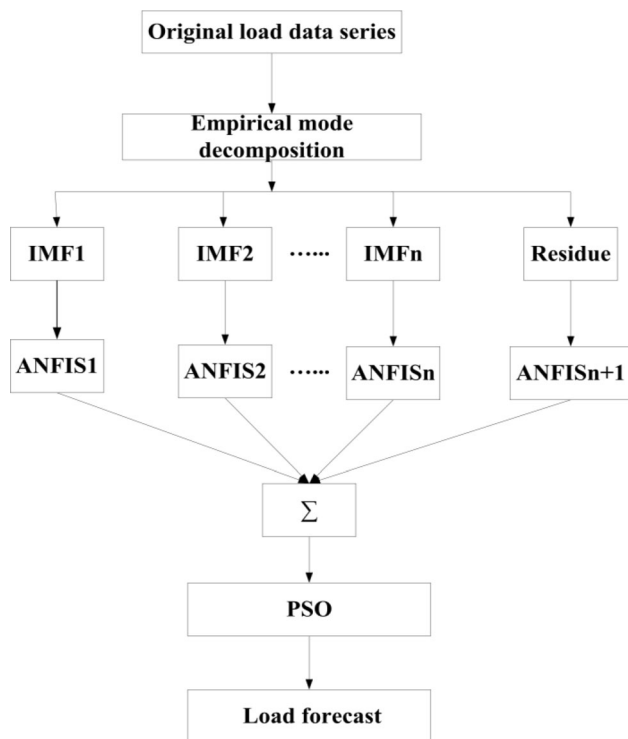 Original load data series
Empirical mode
decomposition
IMF1 IMF2 …... IMFn Residue
ANFIS1 ANFIS2 …... ANFISn ANFISn+1
∑
PSO
Load forecast